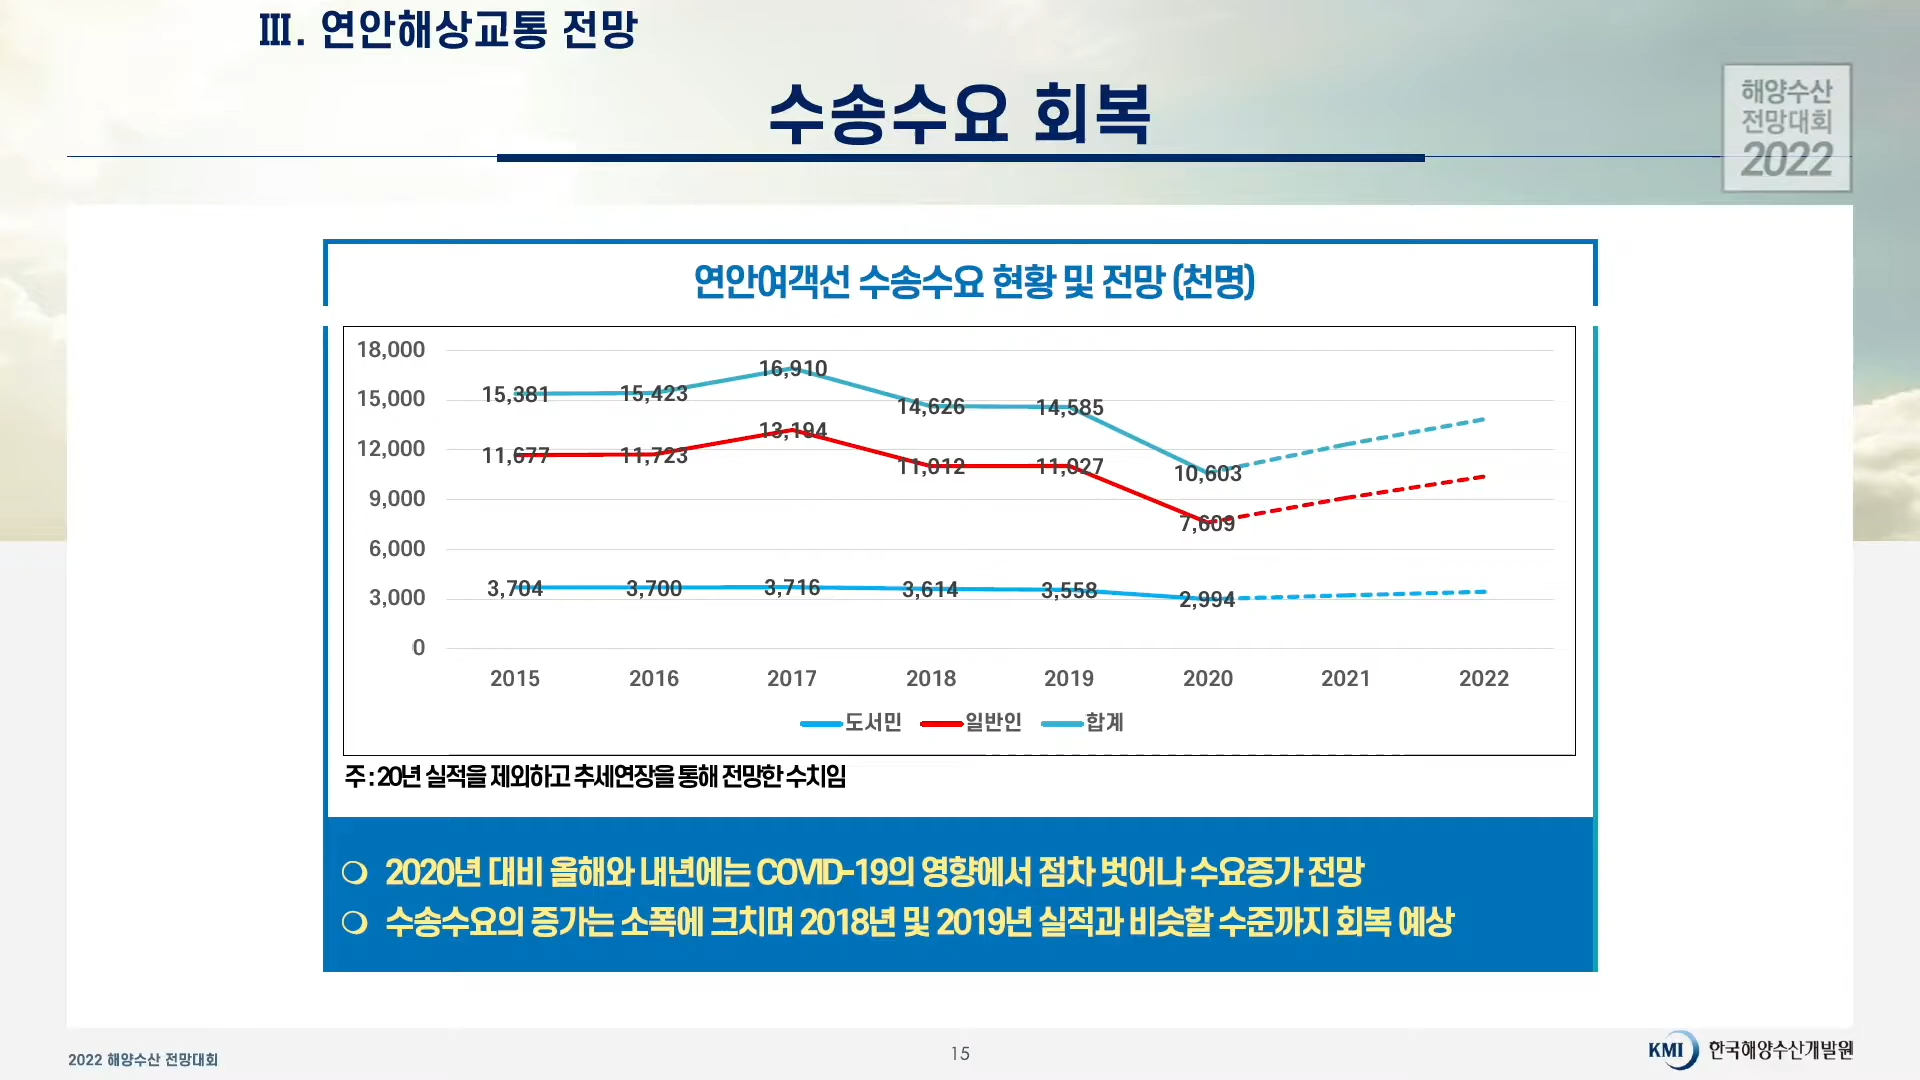 Ⅲ. 연안해상교통 전망
수송수요 회복
해양수산
전망대회
2022
연안여객선 수송수요 현황 및 전망 (천명)
18,000
15,000
12,000
9,000
6,000
3,000
0
15,381 15,423 16,910 14,626 14,585 10,603
11,677 11,723 13,194 11,012 11,027 7,609
3,704 3,700 3,716 3,614 3,558 2,994
2015 2016 2017 2018 2019 2020 2021 2022
도서민 일반인 합계
주 : 20년 실적을 제외하고 추세연장을 통해 전망한 수치임
❍ 2020년 대비 올해와 내년에는 COVID-19의 영향에서 점차 벗어나 수요증가 전망
❍ 수송수요의 증가는 소폭에 크치며 2018년 및 2019년 실적과 비슷할 수준까지 회복 예상
2022 해양수산 전망대회
15
KMI 한국해양수산개발원